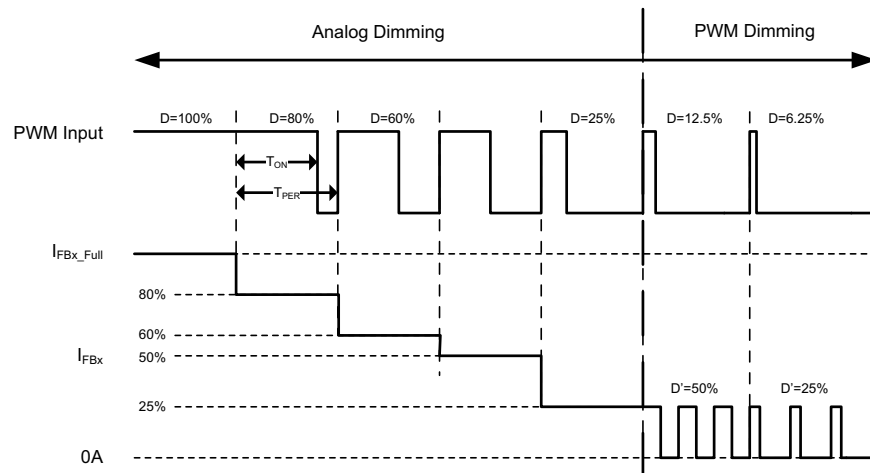 Analog Dimming PWM Dimming
D=100% D=80% D=60% D=25% D=12.5% D=6.25%
PWM Input
TON
TPER
IFBx_Full
80%
60%
IFBx
50%
D'=50% D'=25%
25%
0A